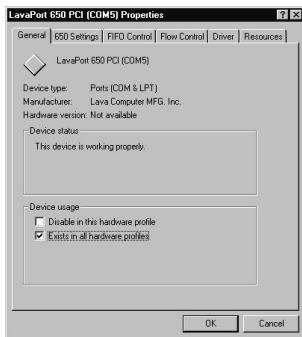 LavaPort 650 PCI (COM5) Properties
General
650 Settings
FIFO Control
Flow Control
Driver
Resources
LavaPort 650 PCI (COM5)
Device type: Ports (COM & LPT)
Manufacturer: Lava Computer MFG. Inc.
Hardware version: Not available
Device status
This device is working properly.
Device usage
Disable in this hardware profile
Exists in all hardware profiles
OK
Cancel